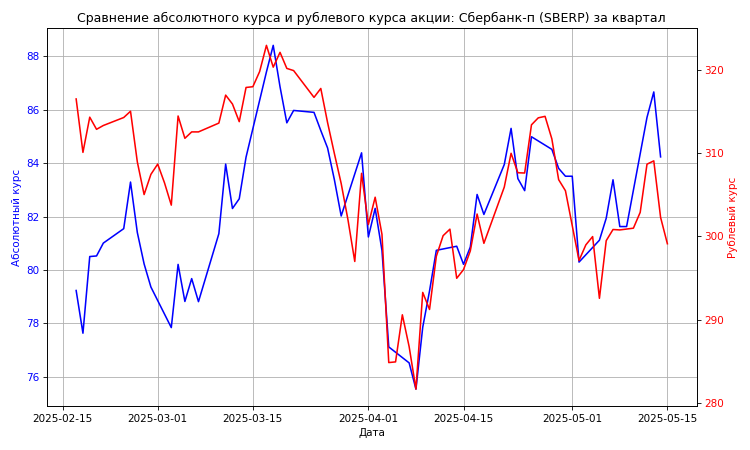 Сравнение абсолютного курса и рублевого курса акции: Сбербанк-п (SBERP) за квартал
88
86
84
82
80
78
76
Абсолютный курс
320
310
300
290
280
Рублевый курс
2025-02-15 2025-03-01 2025-03-15 2025-04-01 2025-04-15 2025-05-01 2025-05-15
Дата